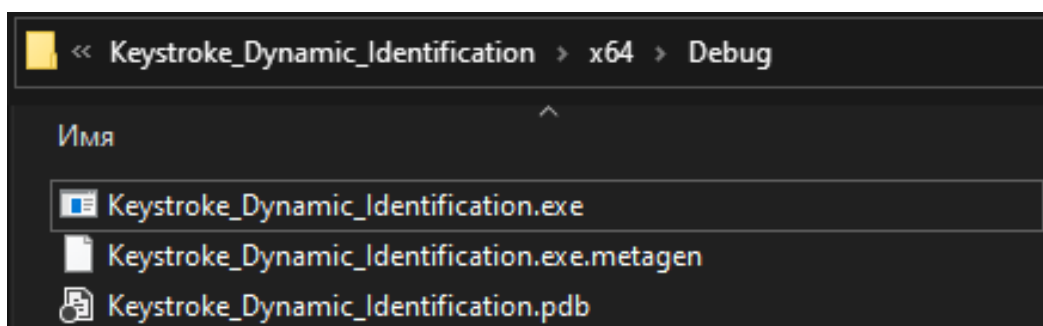 « Keystroke_Dynamic_Identification > x64 > Debug
Имя
Keystroke_Dynamic_Identification.exe
Keystroke_Dynamic_Identification.exe.metagen
Keystroke_Dynamic_Identification.pdb